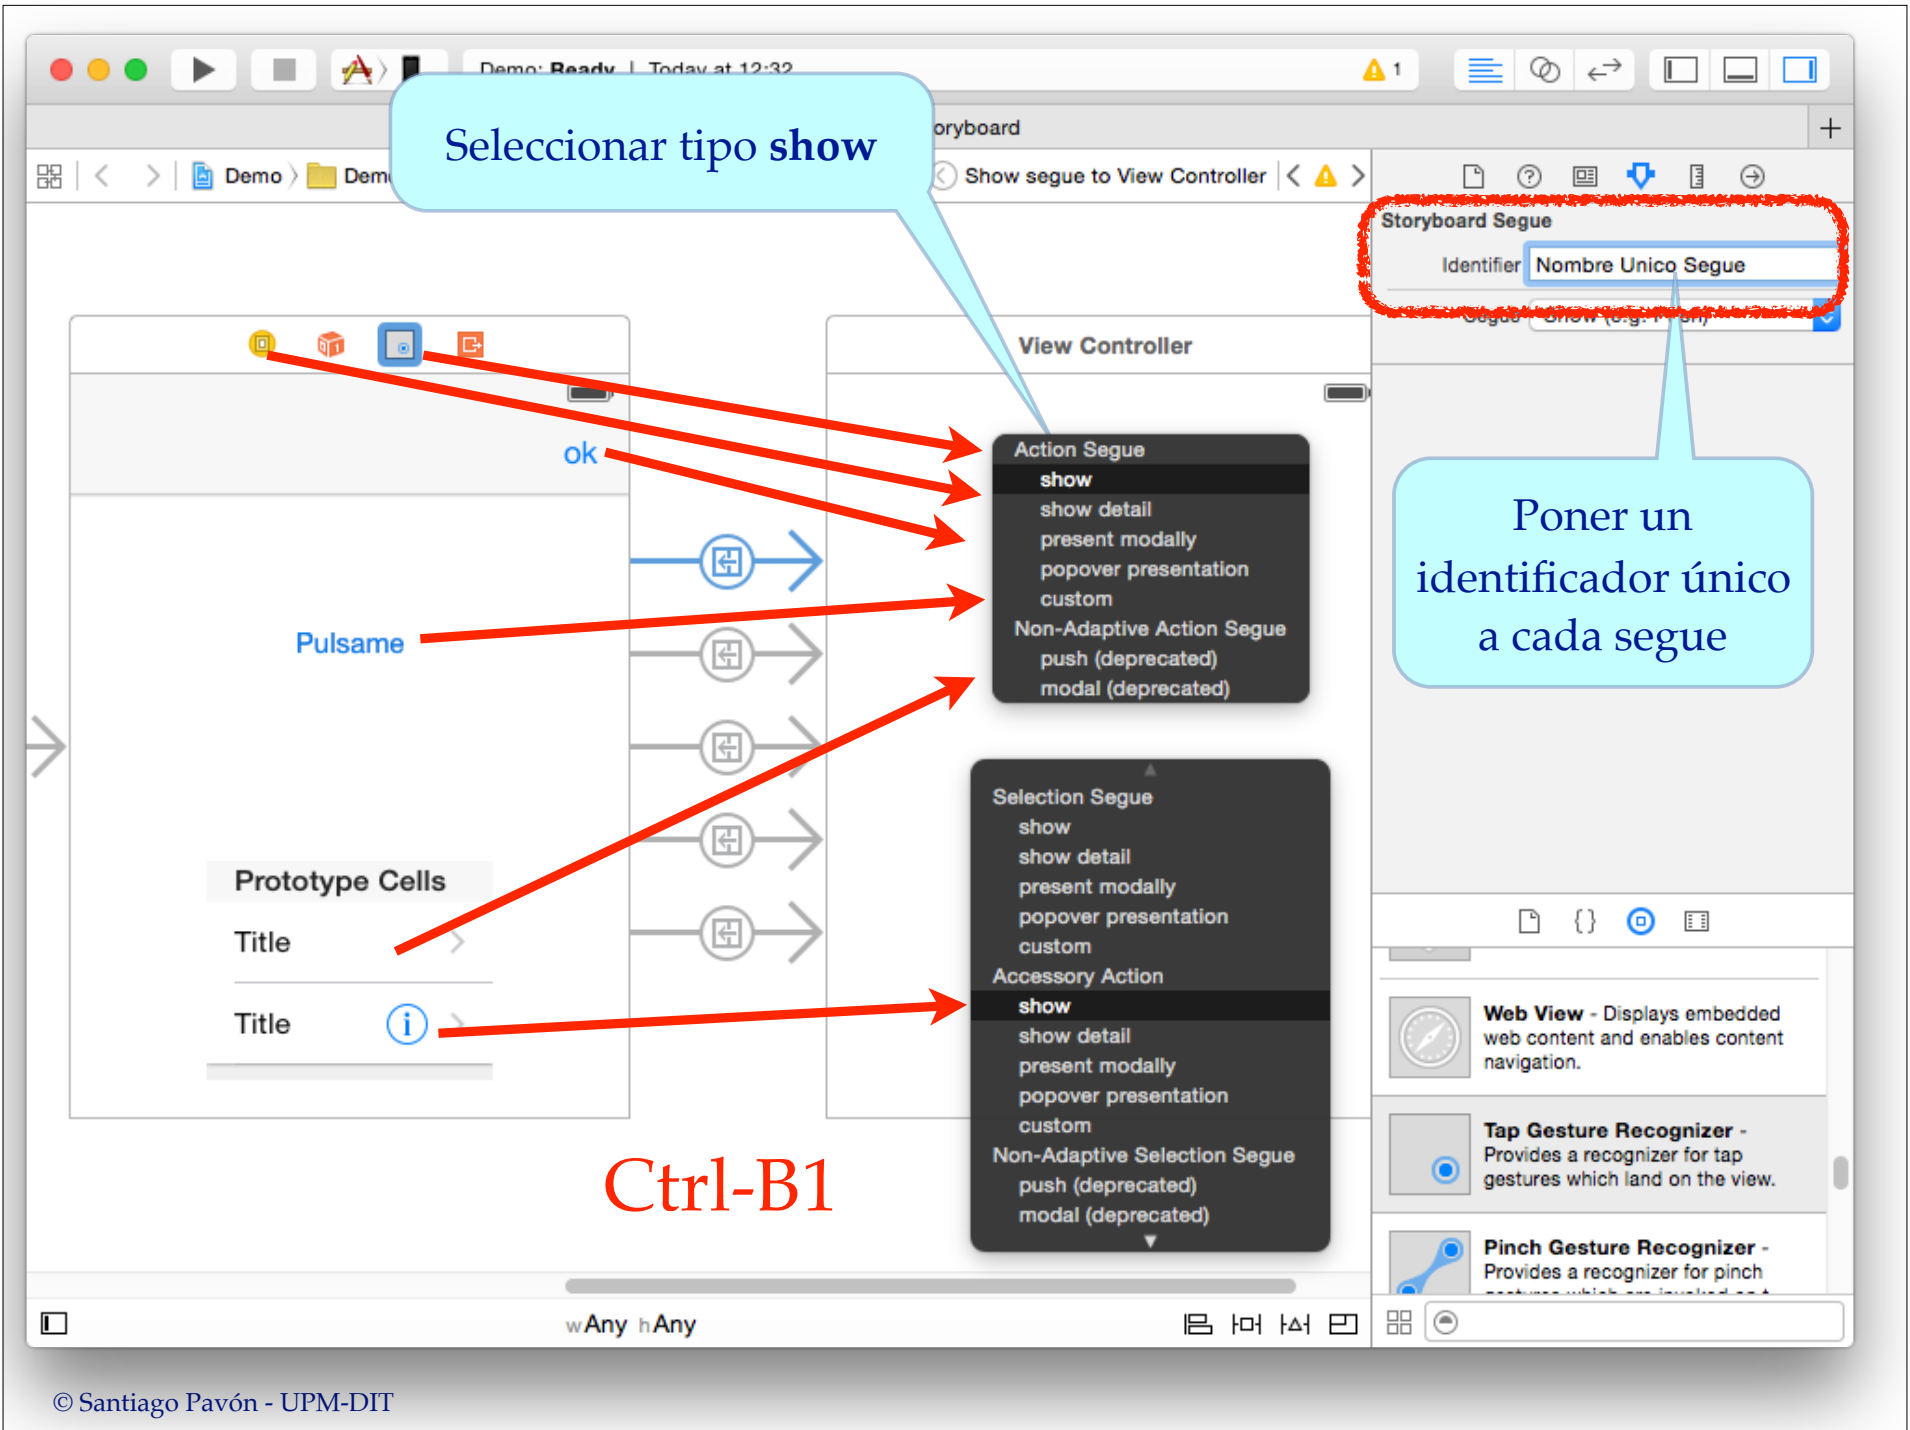 Demo: Ready | Today at 12:32
1
Seleccionar tipo show
oryboard
Demo
Dem
Show segue to View Controller
Storyboard Segue
Identifier Nombre Unico Segue
Segue Show (e.g. Push)
View Controller
ok
Pulsame
Prototype Cells
Title
Title
Action Segue
show
show detail
present modally
popover presentation
custom
Non-Adaptive Action Segue
push (deprecated)
modal (deprecated)
Selection Segue
show
show detail
present modally
popover presentation
custom
Accessory Action
show
show detail
present modally
popover presentation
custom
Non-Adaptive Selection Segue
push (deprecated)
modal (deprecated)
Poner un
identificador único
a cada segue
Ctrl-B1
Web View - Displays embedded
web content and enables content
navigation.
Tap Gesture Recognizer -
Provides a recognizer for tap
gestures which land on the view.
Pinch Gesture Recognizer -
Provides a recognizer for pinch
wAny hAny
© Santiago Pavón - UPM-DIT